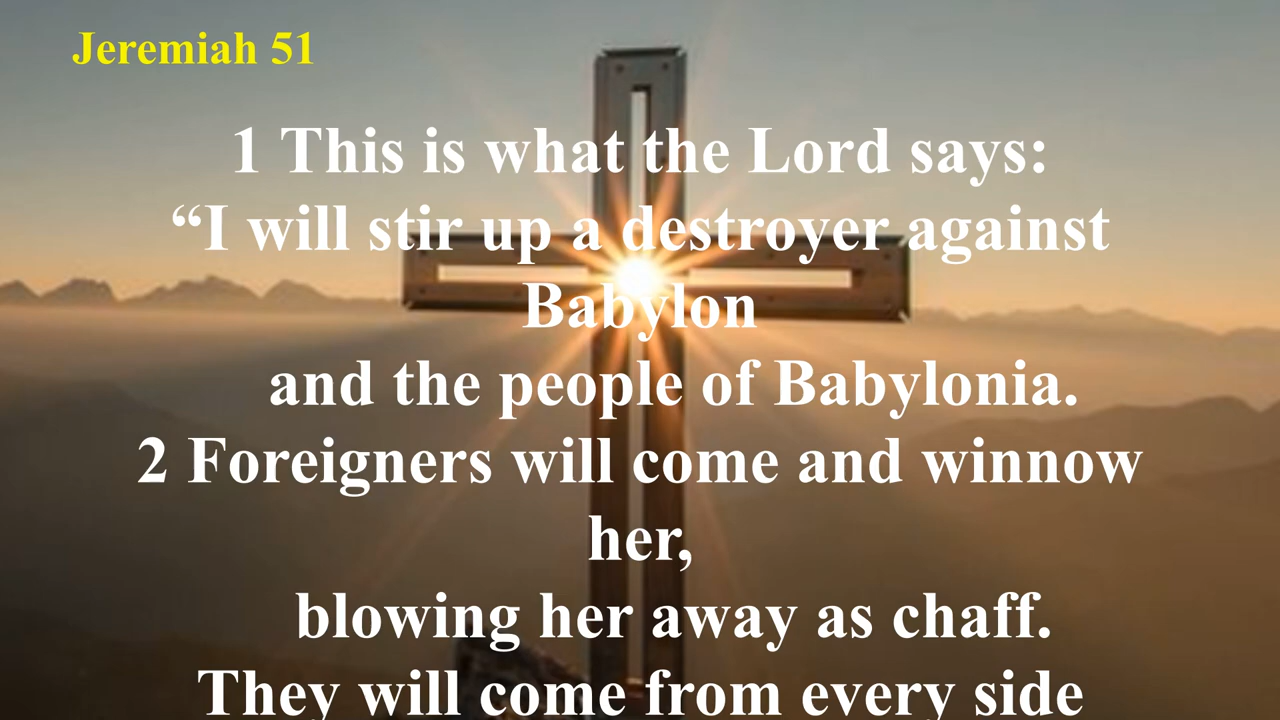 Jeremiah 51
1 This is what the Lord says:
“I will stir up a destroyer against
Babylon
and the people of Babylonia.
2 Foreigners will come and winnow
her,
blowing her away as chaff.
They will come from every side